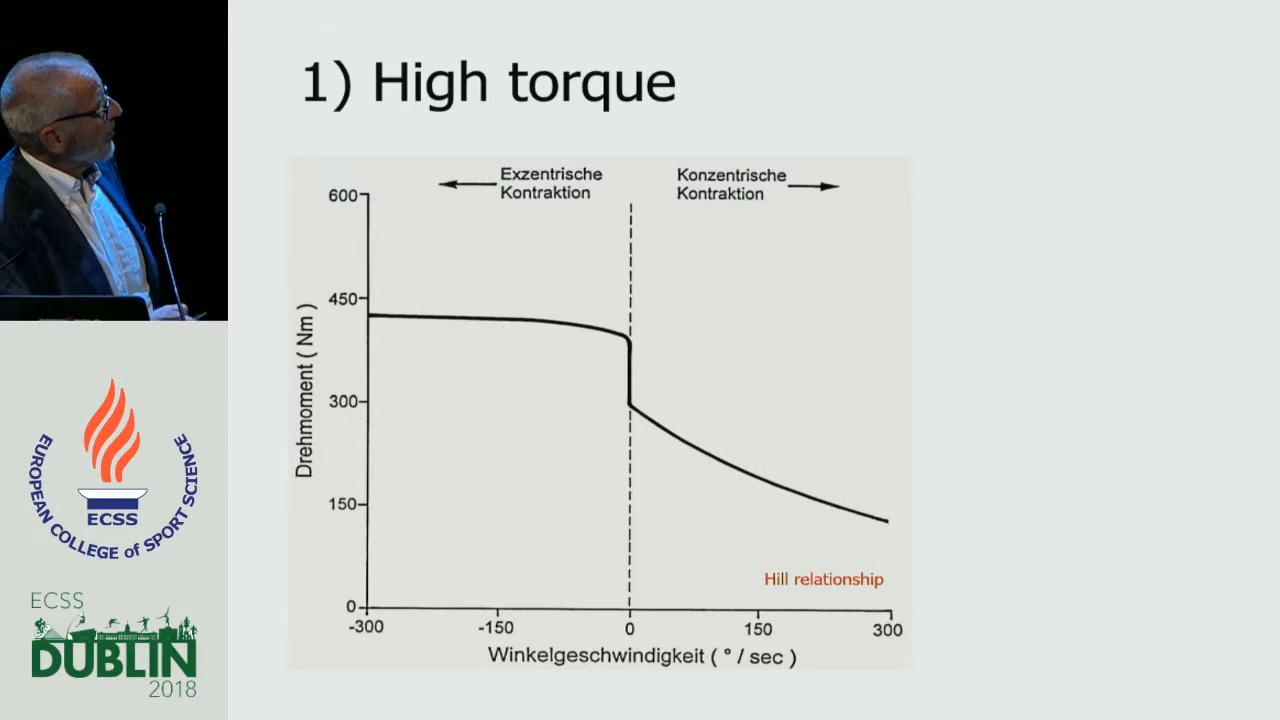 1) High torque
Exzentrische
Kontraktion
Konzentrische
Kontraktion
600
450
300
150
0
Drehmoment ( Nm )
-300
-150
0
150
300
Winkelgeschwindigkeit ( ° / sec )
Hill relationship
EUROPEAN COLLEGE of SPORT SCIENCE
ECSS
ECSS
DUBLIN
2018